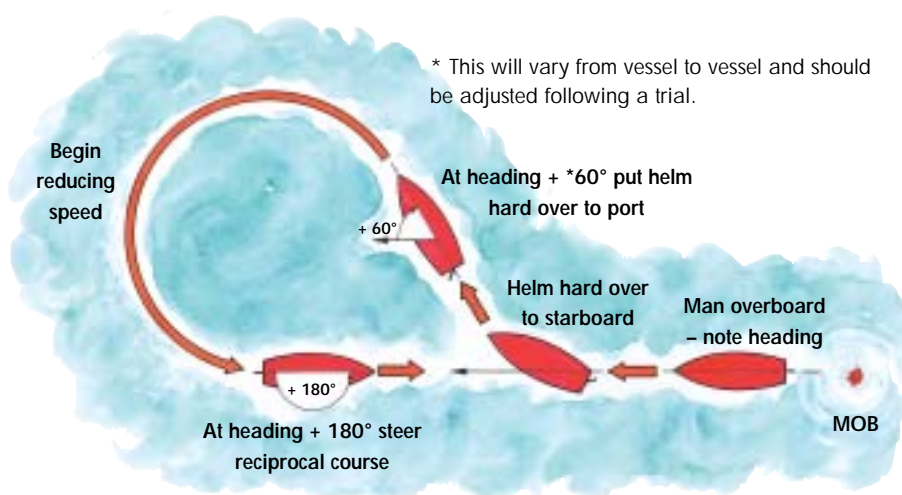 * This will vary from vessel to vessel and should
be adjusted following a trial.
Begin
reducing
speed
At heading + *60° put helm
hard over to port
+ 60°
Helm hard over
to starboard
Man overboard
– note heading
+ 180°
At heading + 180° steer
reciprocal course
MOB